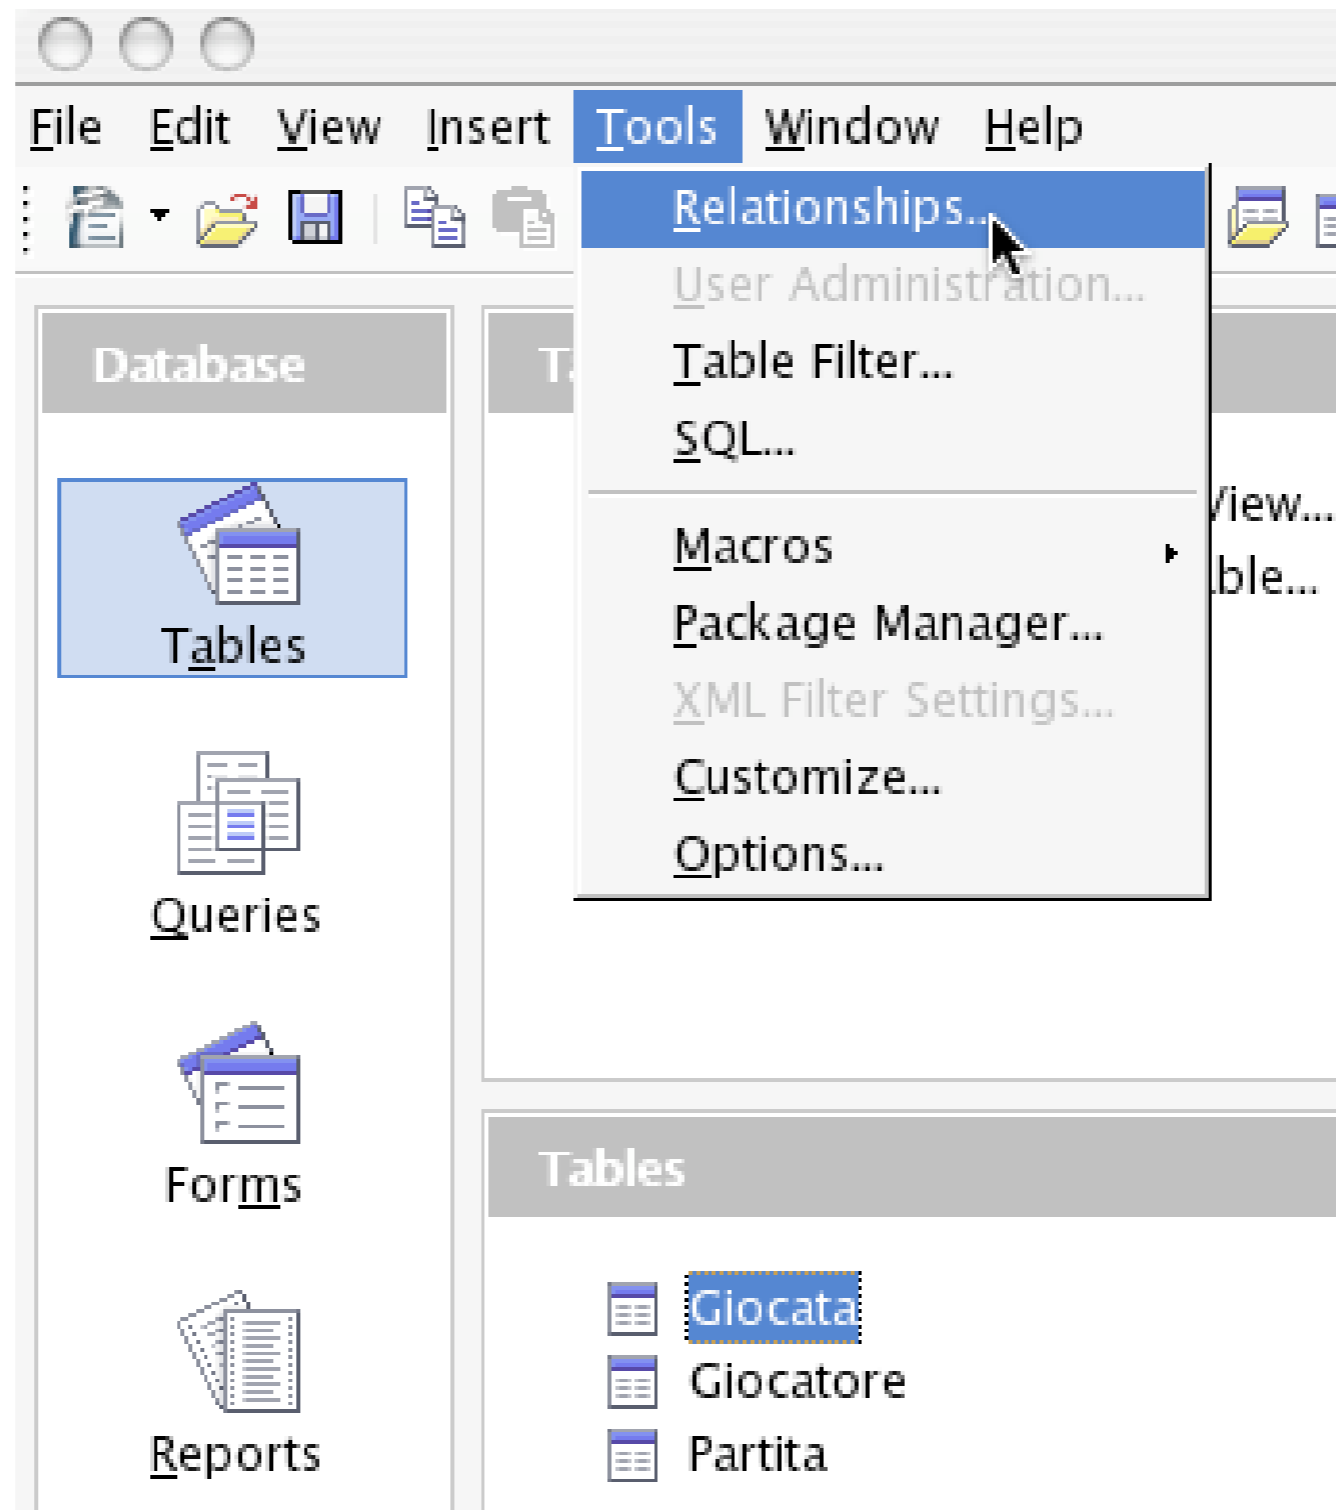 File Edit View Insert Tools Window Help
Relationships...
User Administration...
Table Filter...
SQL...
Macros
Package Manager...
XML Filter Settings...
Customize...
Options...
Database
Tables
Queries
Forms
Reports
View...
Tables
Giocata
Giocatore
Partita